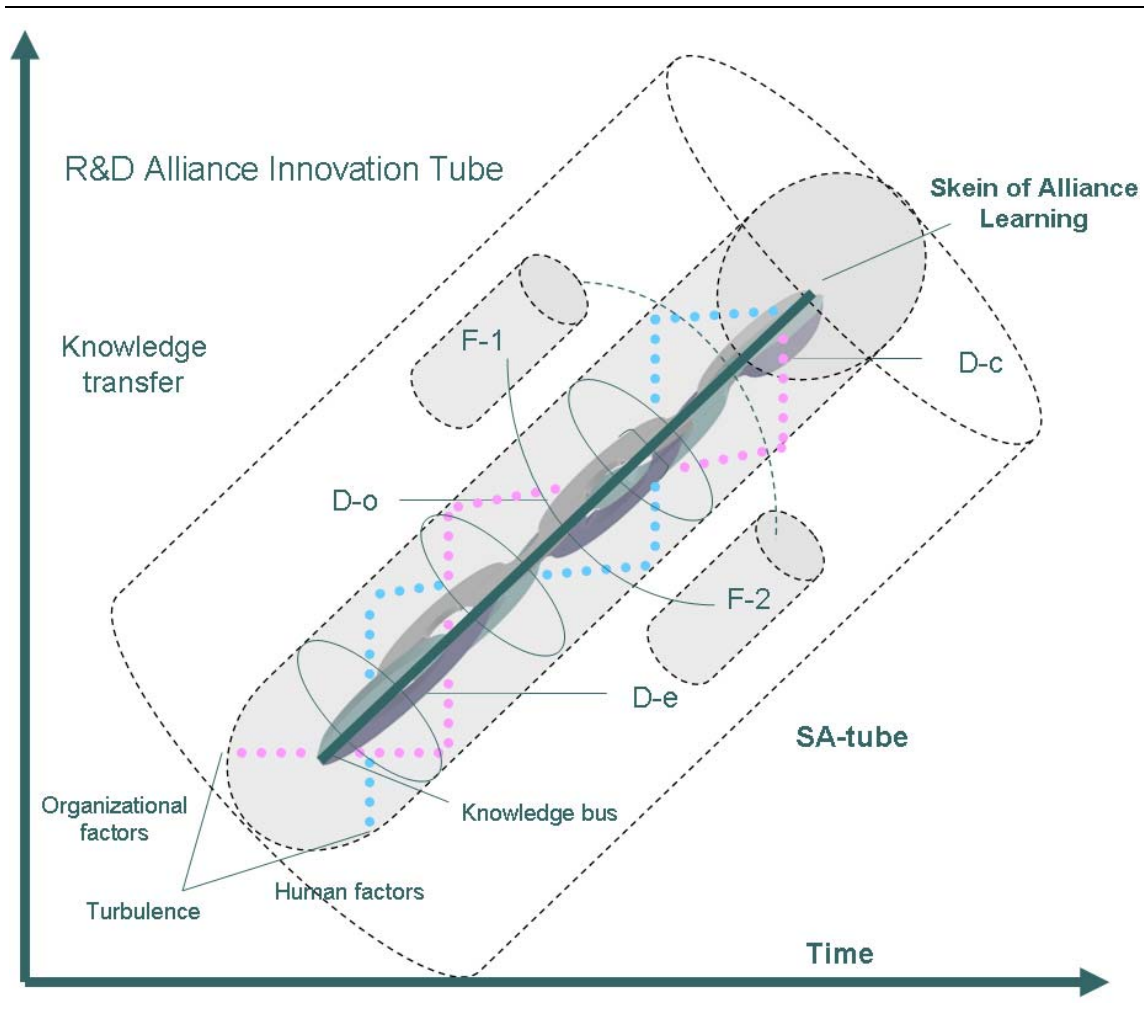 R&D Alliance Innovation Tube
Skein of Alliance
Learning
Knowledge
transfer
F-1
D-c
D-o
F-2
D-e
SA-tube
Organizational
factors
Knowledge bus
Human factors
Turbulence
Time